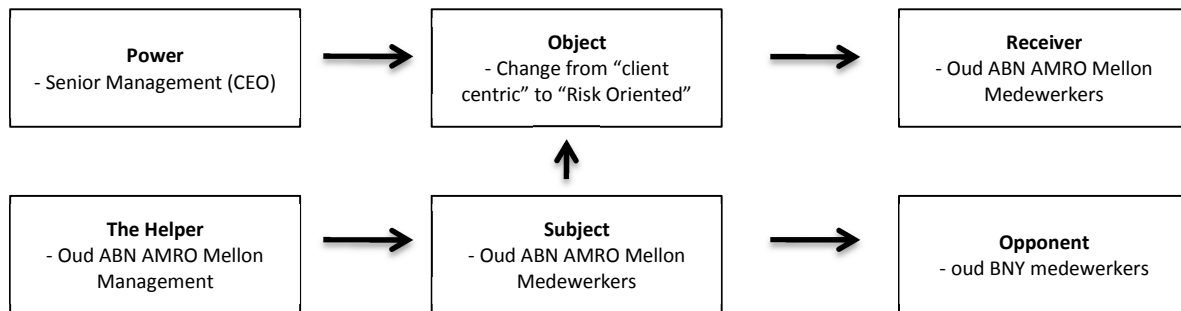 Power
- Senior Management (CEO)
Object
- Change from “client
centric” to “Risk Oriented”
Receiver
- Oud ABN AMRO Mellon
Medewerkers
The Helper
- Oud ABN AMRO Mellon
Management
Subject
- Oud ABN AMRO Mellon
Medewerkers
Opponent
- oud BNY medewerkers